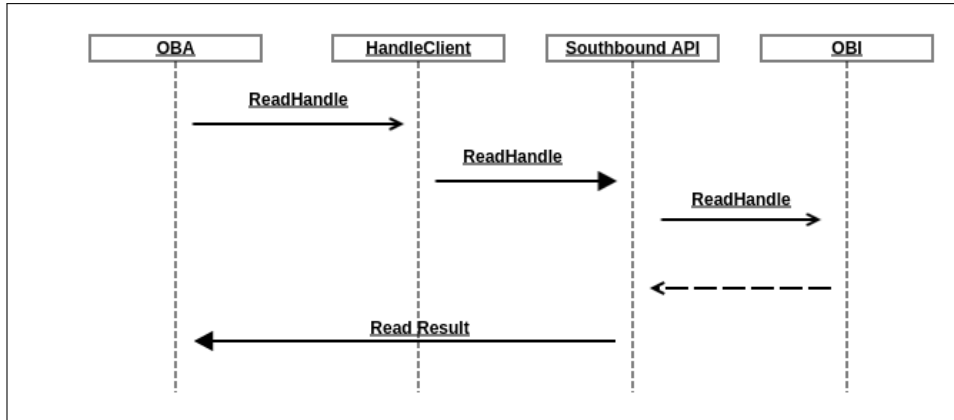 OBA
HandleClient
Southbound API
OBI
ReadHandle
ReadHandle
ReadHandle
Read Result